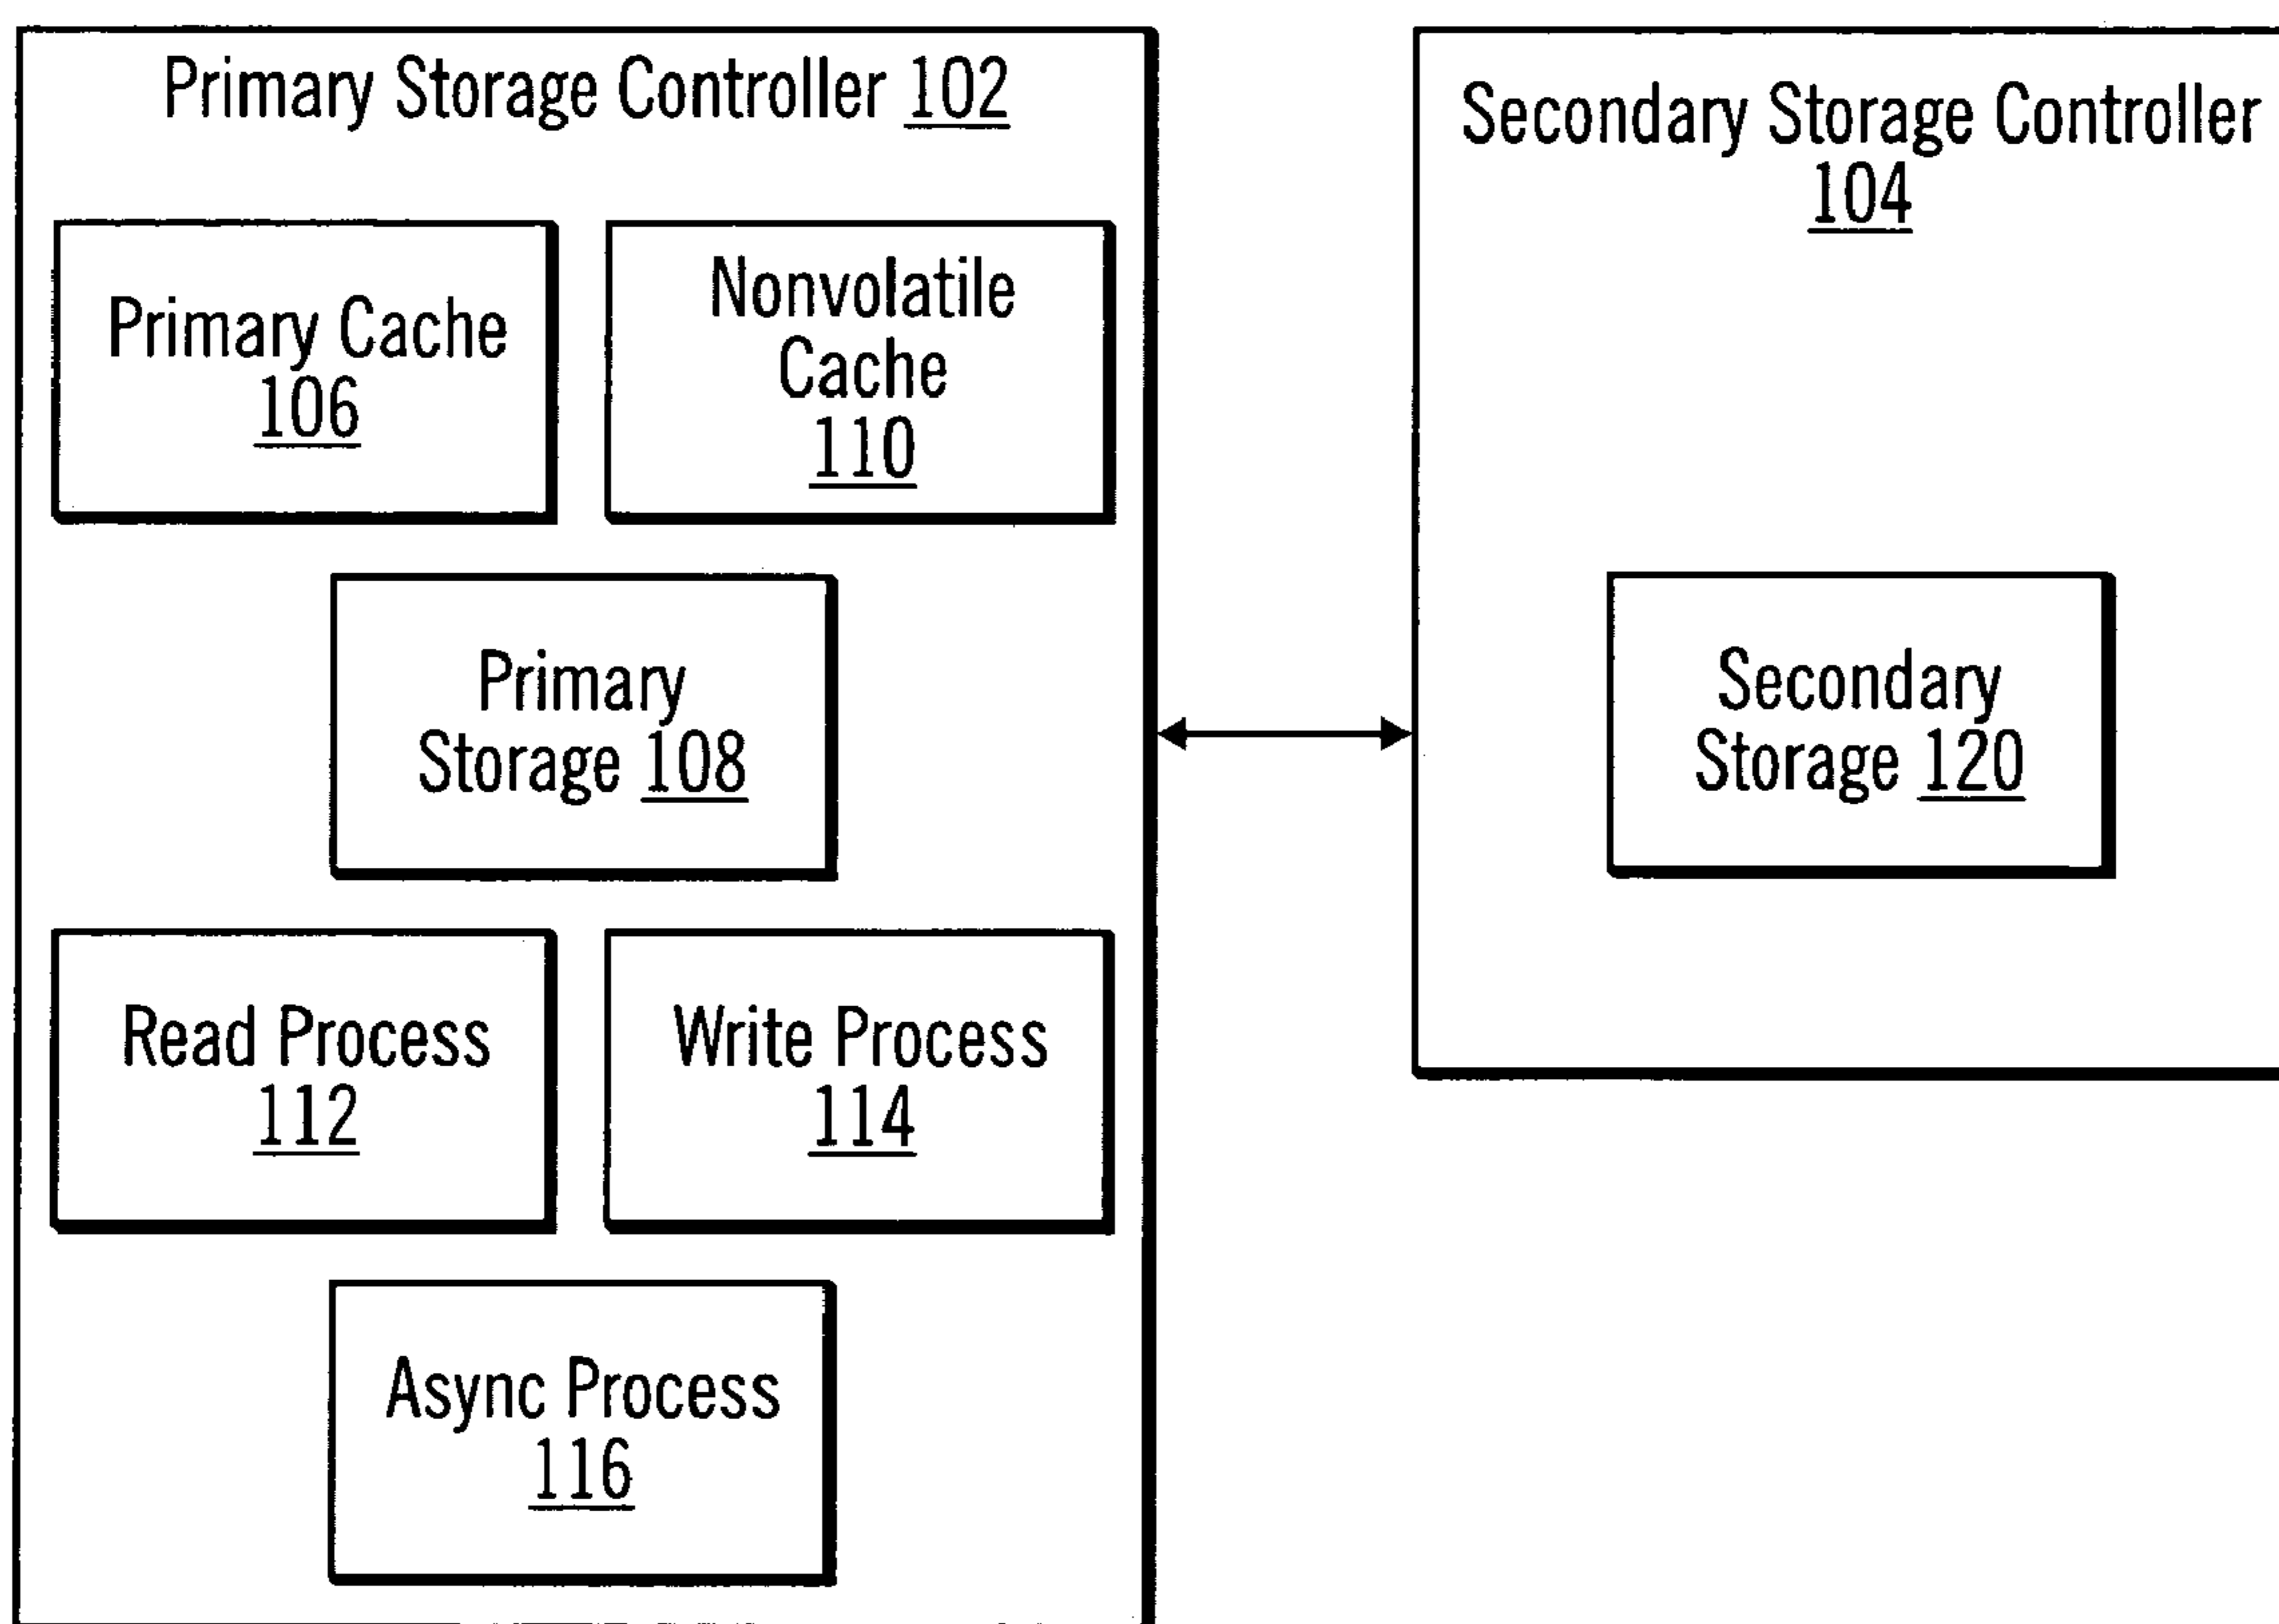 Primary Storage Controller 102
Primary Cache
106
Nonvolatile
Cache
110
Primary
Storage 108
Read Process
112
Write Process
114
Async Process
116
Secondary Storage Controller
104
Secondary
Storage 120